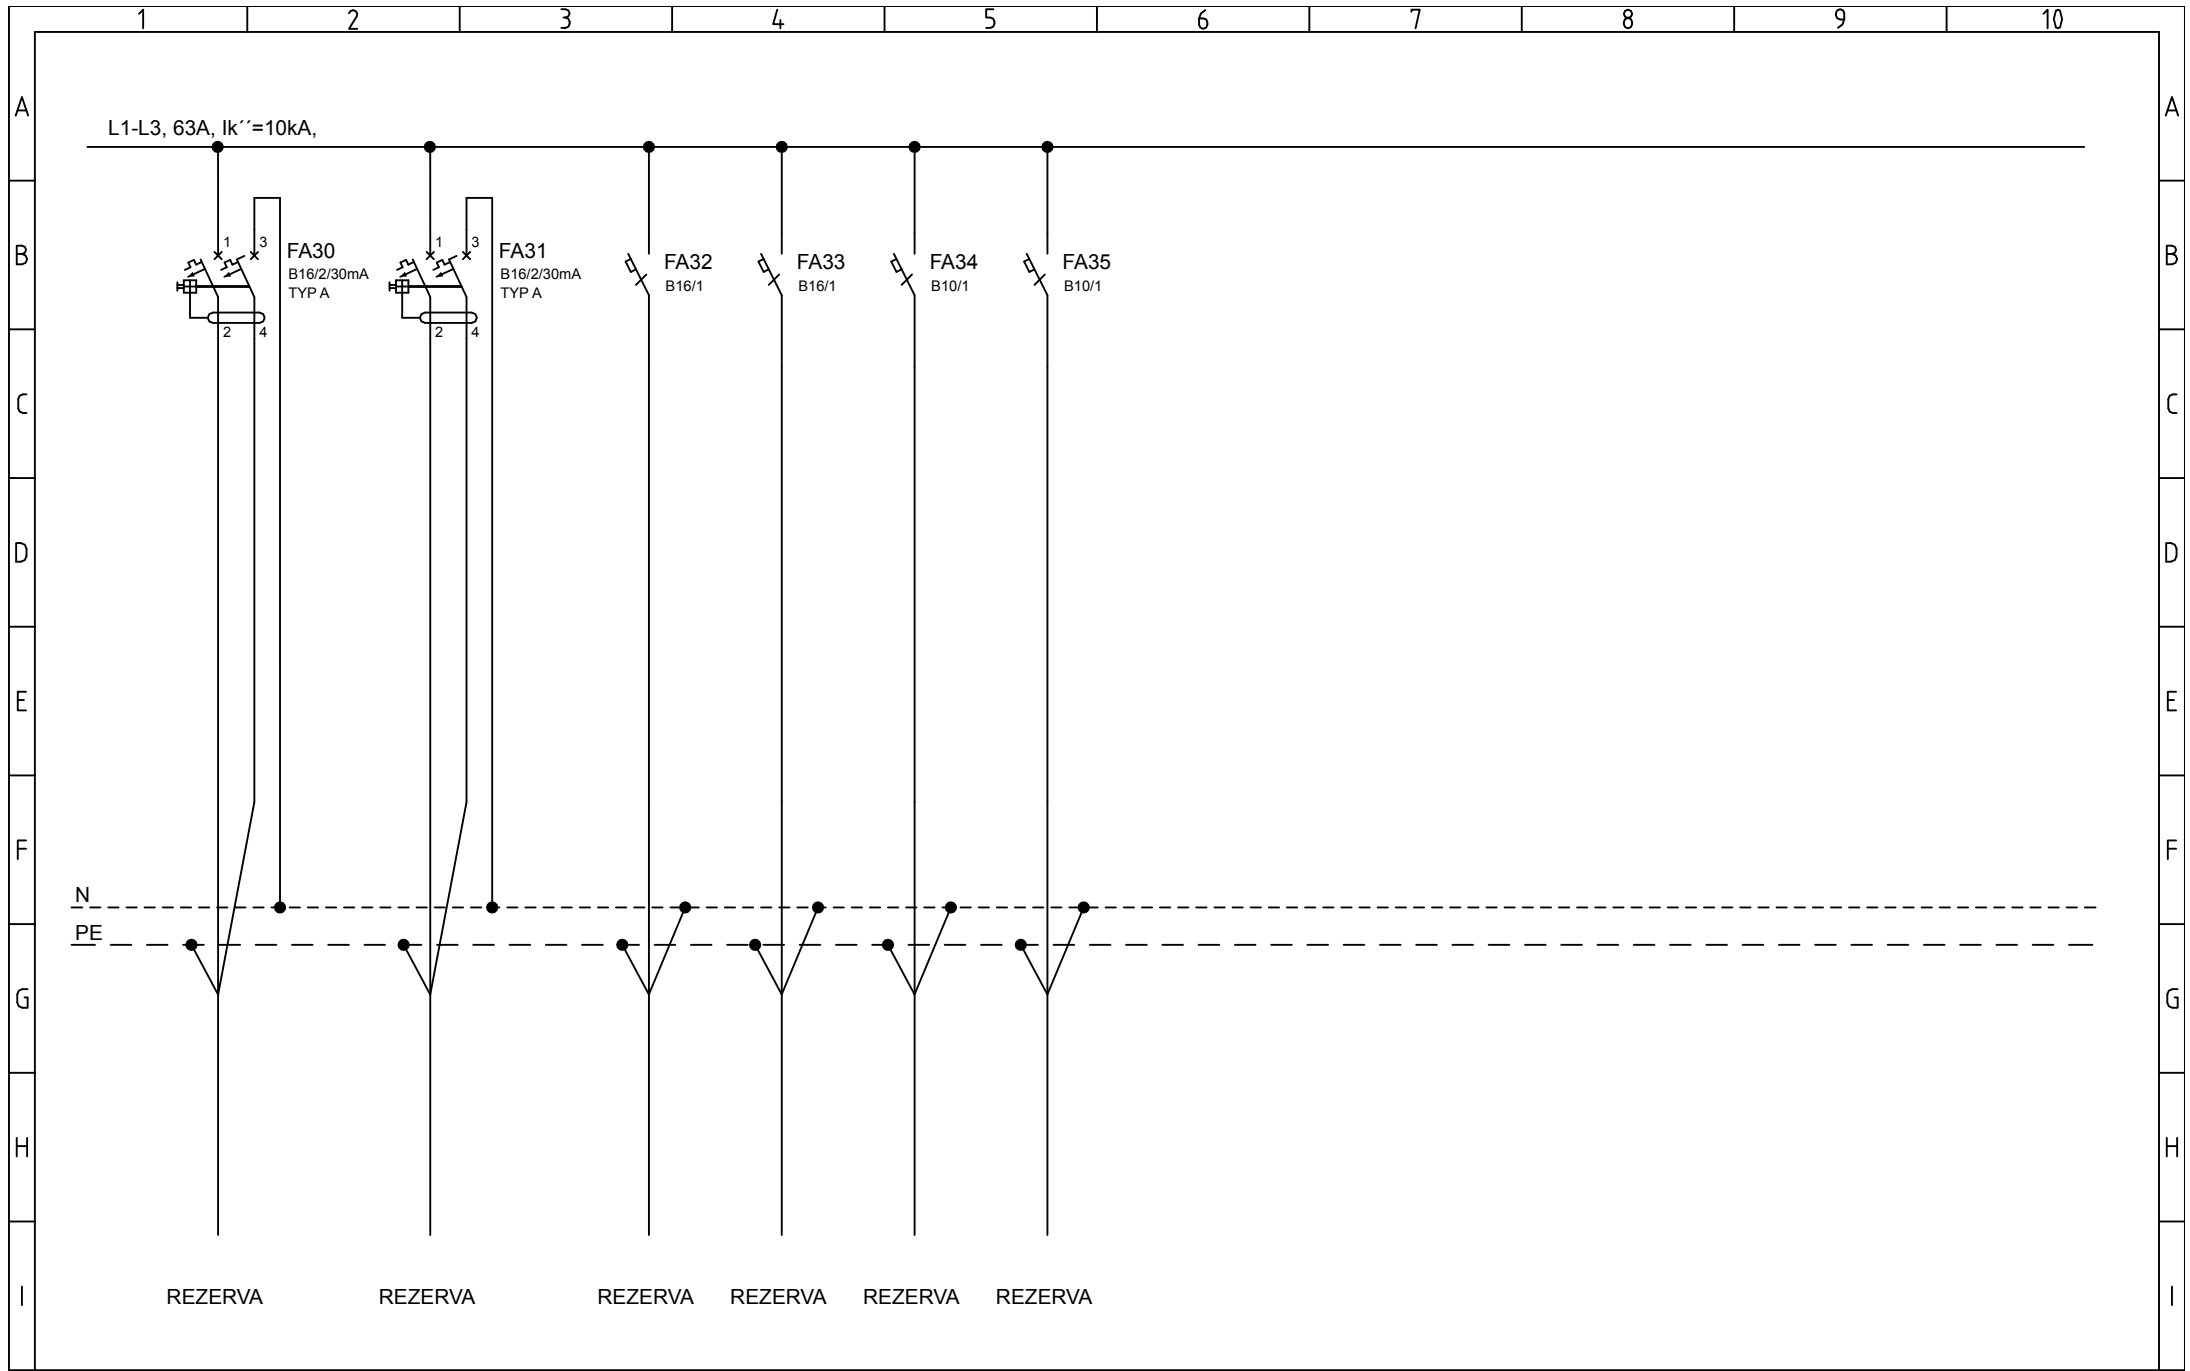 1 2 3 4 5 6 7 8 9 10
A A
L1-L3, 63A, Ik´´=10kA,
B B
1 3 FA30
B16/2/30mA
TYP A
2 4
1 3 FA31
B16/2/30mA
TYP A
2 4
FA32
B16/1
FA33
B16/1
FA34
B10/1
FA35
B10/1
C C
D D
E E
F F
N
PE
G G
H H
I I
REZERVA REZERVA REZERVA REZERVA REZERVA REZERVA